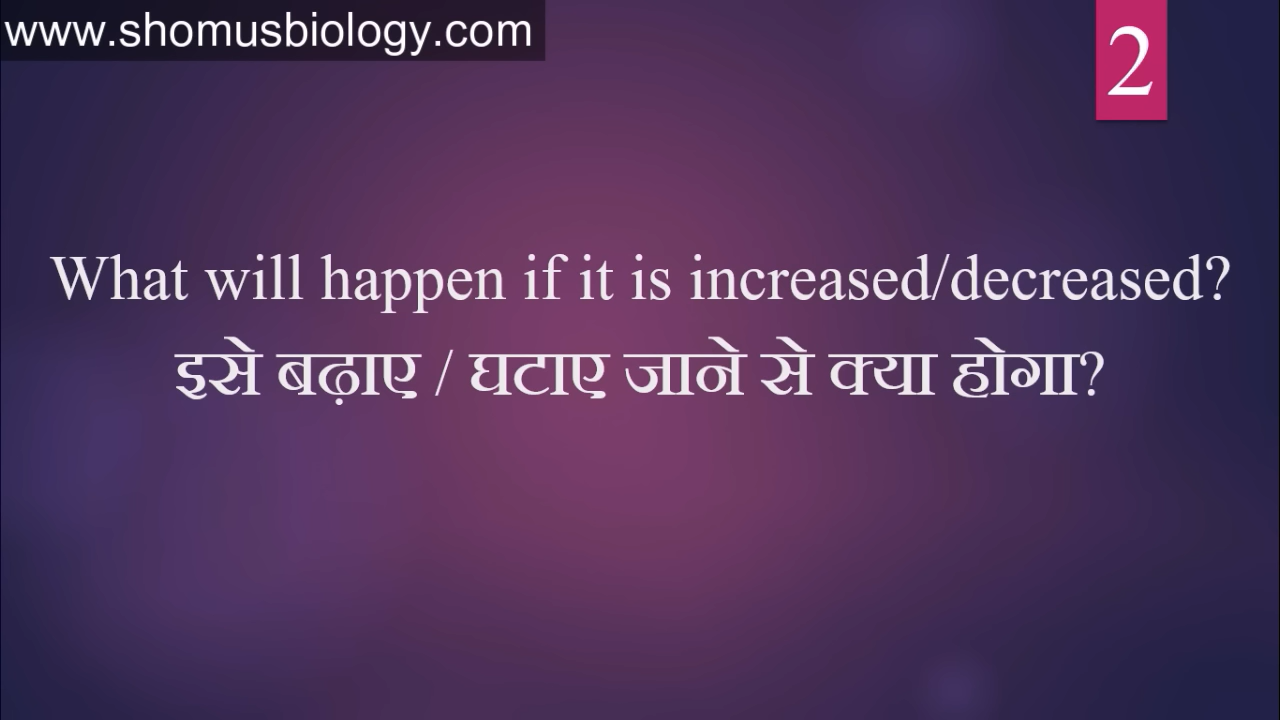 www.shomusbiology.com
2
What will happen if it is increased/decreased?
इसे बढ़ाए / घटाए जाने से क्या होगा?